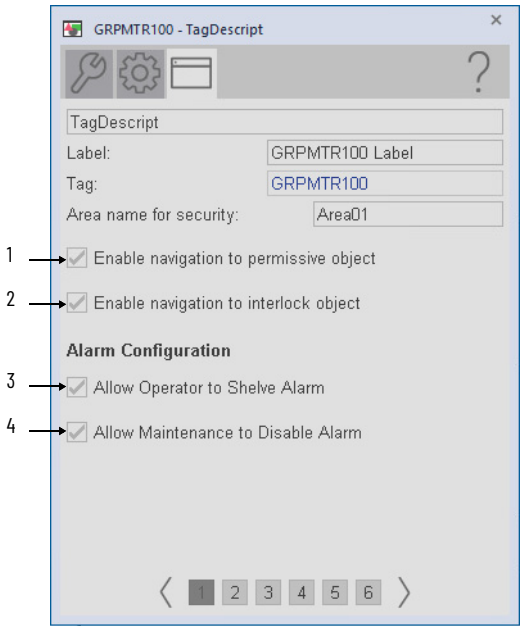 GRPMTR100 - TagDescript
×
?
TagDescript
Label: GRPMTR100 Label
Tag: GRPMTR100
Area name for security: Area01
1 Enable navigation to permissive object
2 Enable navigation to interlock object
Alarm Configuration
3 Allow Operator to Shelve Alarm
4 Allow Maintenance to Disable Alarm
1 2 3 4 5 6